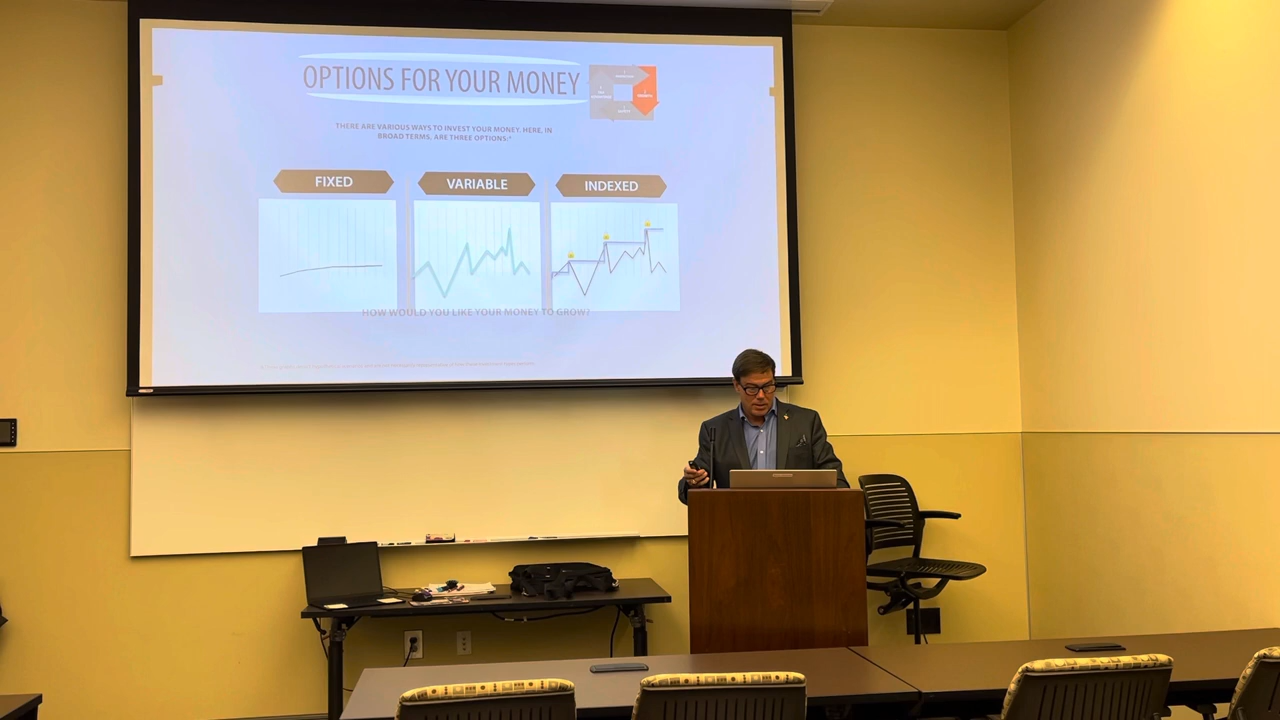 OPTIONS FOR YOUR MONEY
THERE ARE VARIOUS WAYS TO INVEST YOUR MONEY. HERE, IN
BROAD TERMS, ARE THREE OPTIONS:*
FIXED
VARIABLE
INDEXED
HOW WOULD YOU LIKE YOUR MONEY TO GROW?